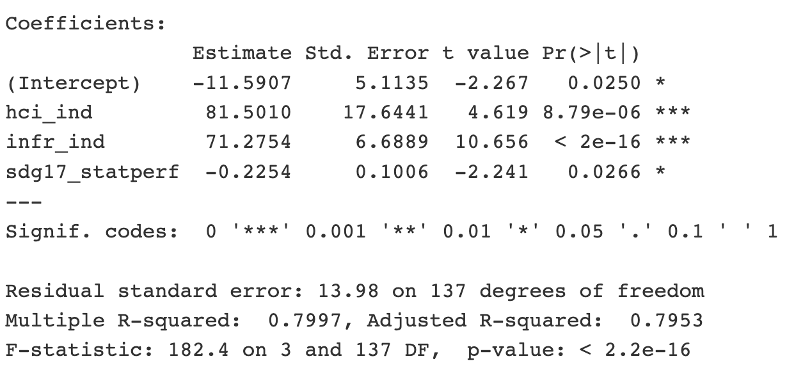 Coefficients:
Estimate Std. Error t value Pr(>|t|)
(Intercept) -11.5907 5.1135 -2.267 0.0250 *
hci_ind 81.5010 17.6441 4.619 8.79e-06 ***
infr_ind 71.2754 6.6889 10.656 < 2e-16 ***
sdg17_statperf -0.2254 0.1006 -2.241 0.0266 *
---
Signif. codes: 0 '***' 0.001 '**' 0.01 '*' 0.05 '.' 0.1 ' ' 1
Residual standard error: 13.98 on 137 degrees of freedom
Multiple R-squared: 0.7997, Adjusted R-squared: 0.7953
F-statistic: 182.4 on 3 and 137 DF, p-value: < 2.2e-16